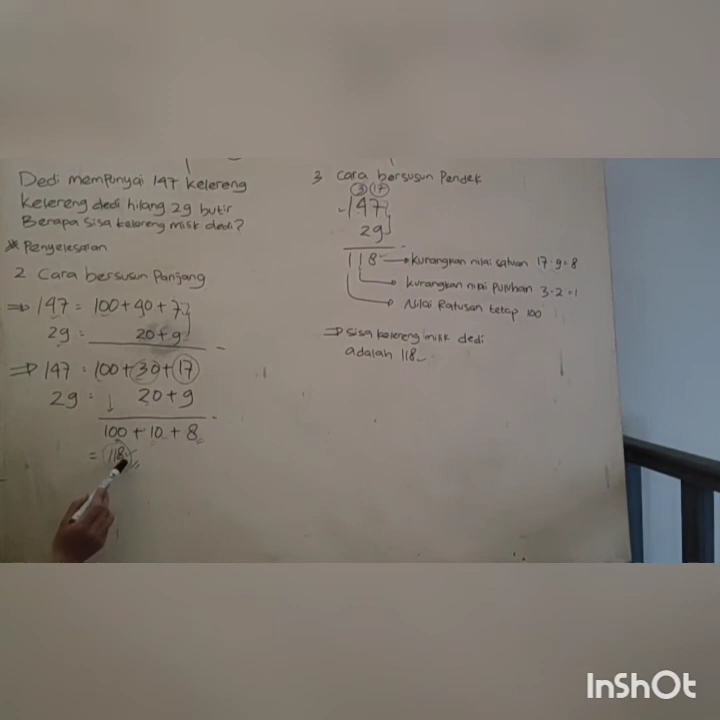 Dedi mempunyai 147 kelereng
kelereng dedi hilang 29 butir
Berapa sisa kelereng milik dedi?
* Penyelesaian
2 Cara bersusun Panjang
⇒ 147 = 100 + 40 + 7
29 = 20 + 9 -
⇒ 147 = 100 + 30 + 17
29 = ↓ 20 + 9 -
100 + 10 + 8
= 118
3 Cara bersusun Pendek
3 17
147
29 -
118 → kurangkan nilai satuan 17-9=8
→ kurangkan nilai Puluhan 3-2=1
→ Nilai Ratusan tetap 100
⇒ sisa kelereng milik dedi
adalah 118
InShOt